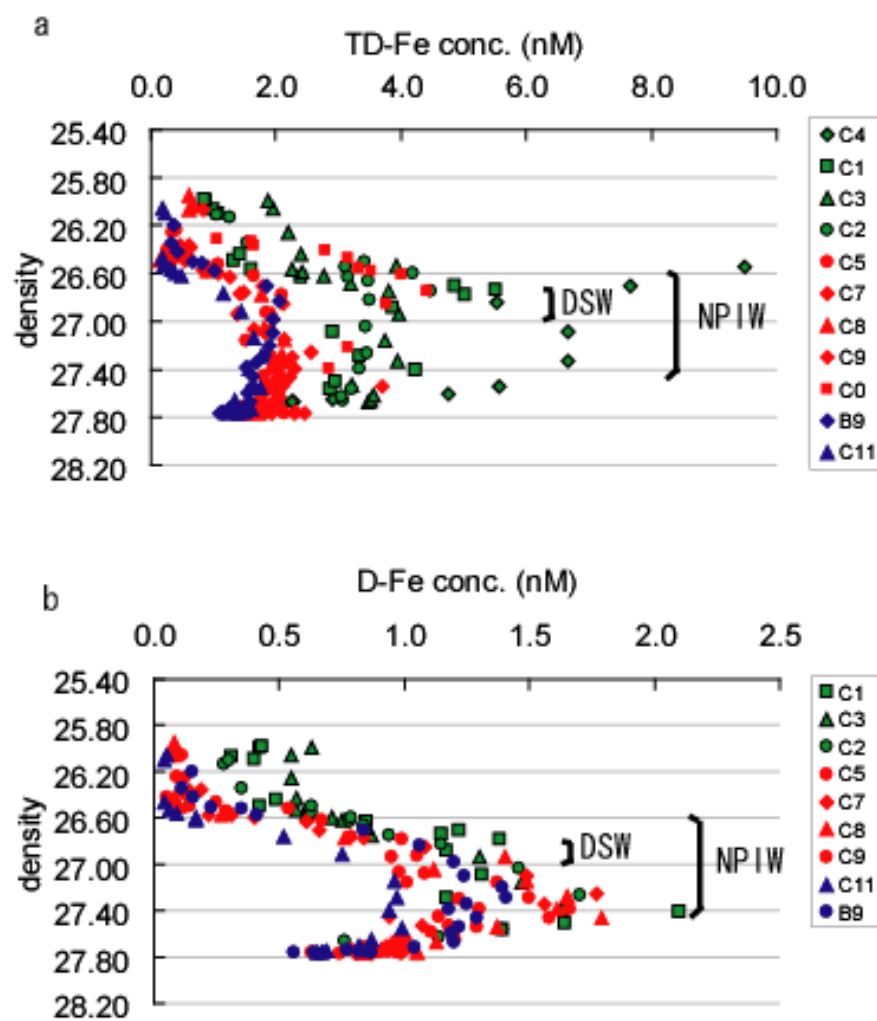 a
TD-Fe conc. (nM)
0.0 2.0 4.0 6.0 8.0 10.0
25.40
25.80
26.20
26.60
27.00
27.40
27.80
28.20
density
DSW
NPIW
C4
C1
C3
C2
C5
C7
C8
C9
C0
B9
C11
b
D-Fe conc. (nM)
0.0 0.5 1.0 1.5 2.0 2.5
25.40
25.80
26.20
26.60
27.00
27.40
27.80
28.20
density
DSW
NPIW
C1
C3
C2
C5
C7
C8
C9
C11
B9